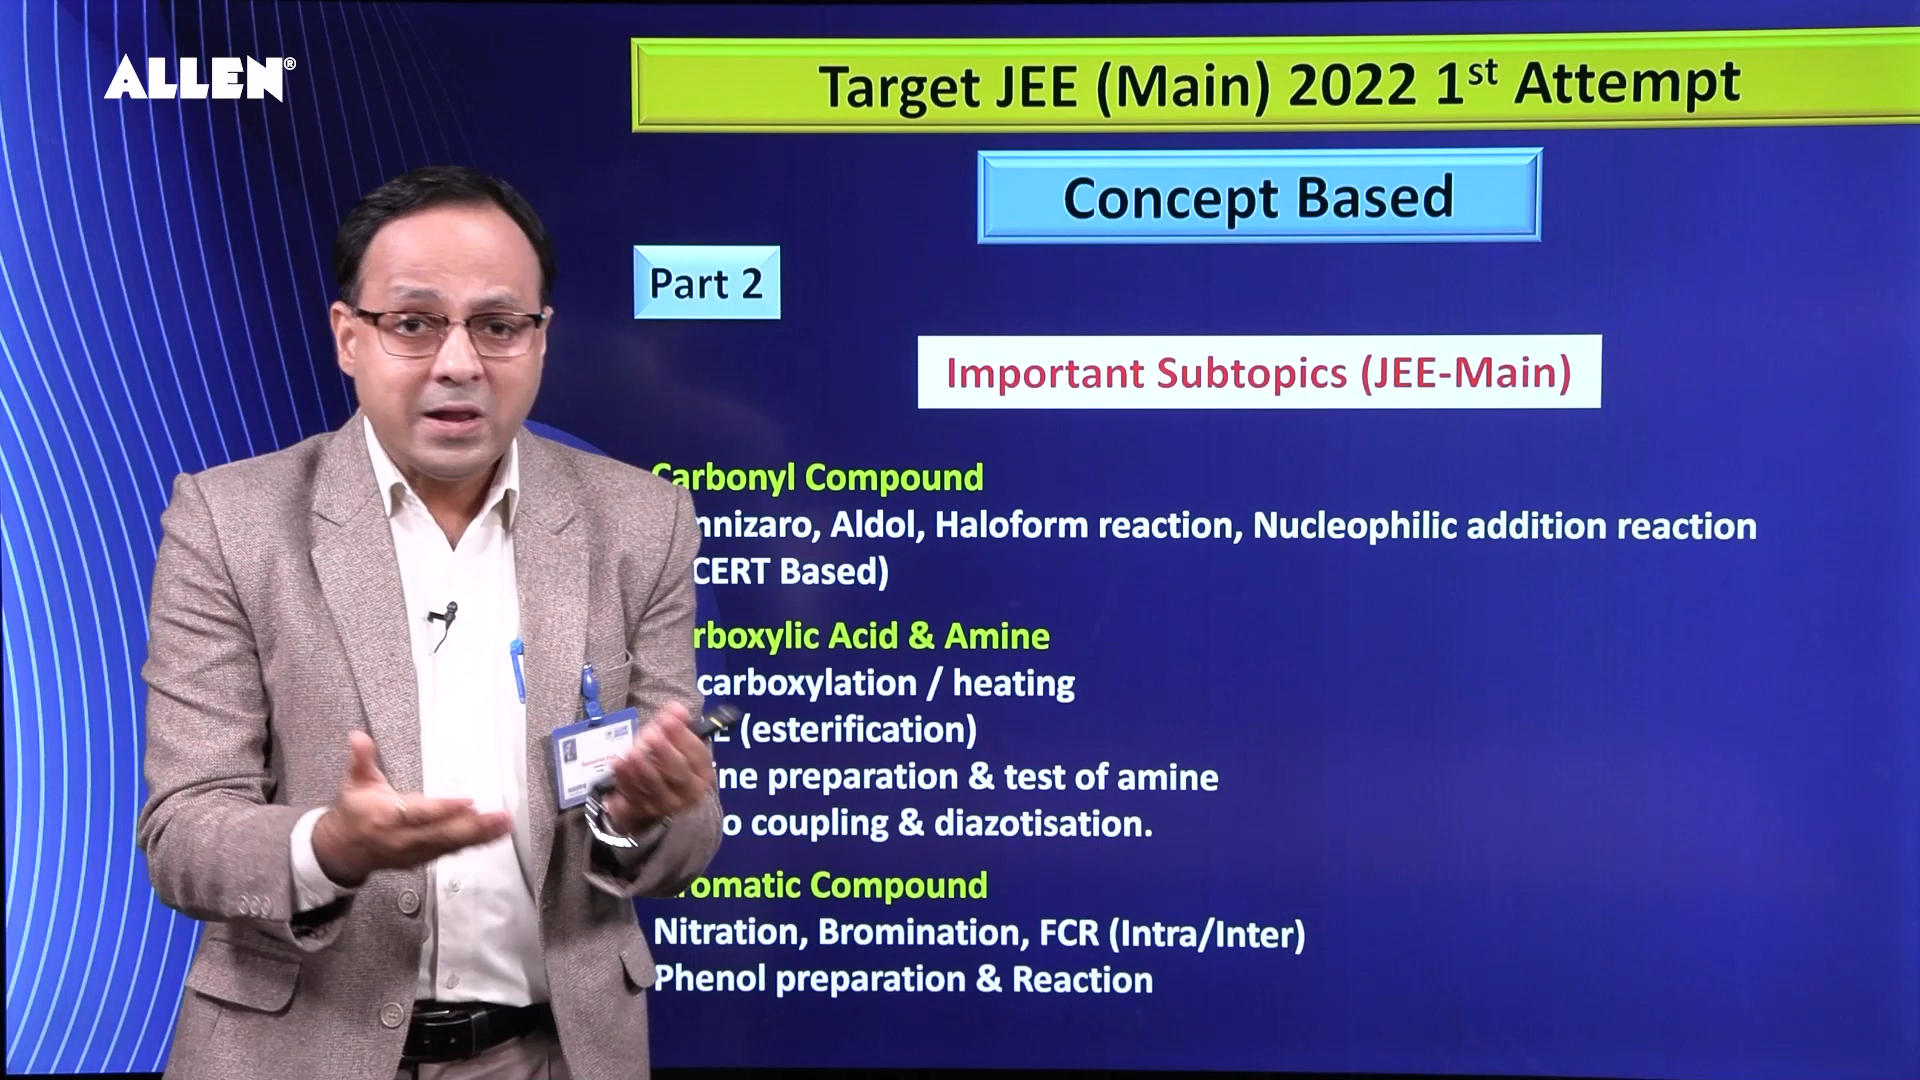 ALLEN®
Target JEE (Main) 2022 1st Attempt
Concept Based
Part 2
Important Subtopics (JEE-Main)
Carbonyl Compound
nnizaro, Aldol, Haloform reaction, Nucleophilic addition reaction
CERT Based)
rboxylic Acid & Amine
carboxylation / heating
E (esterification)
ine preparation & test of amine
o coupling & diazotisation.
romatic Compound
Nitration, Bromination, FCR (Intra/Inter)
Phenol preparation & Reaction